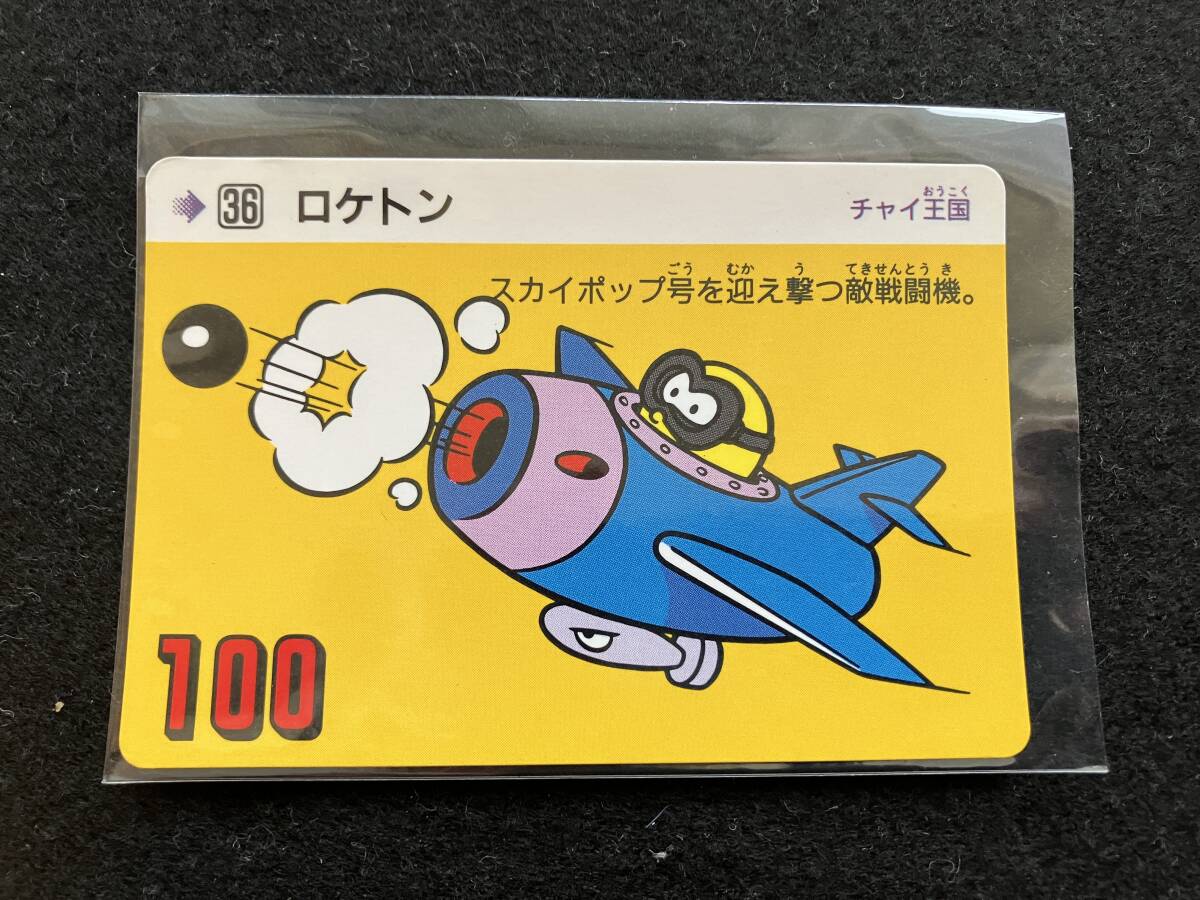 36 ロケトン
おうこく
チャイ王国
ごう むか う てきせんとうき
スカイポップ号を迎え撃つ敵戦闘機。
100